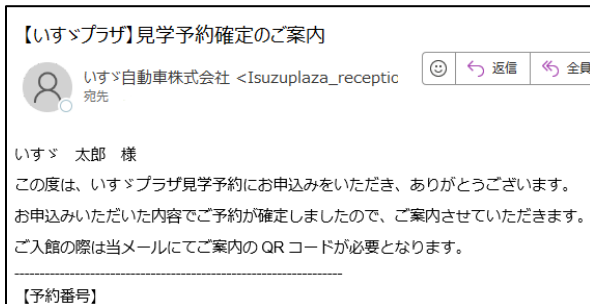 【いすゞプラザ】見学予約確定のご案内
いすゞ自動車株式会社 <Isuzuplaza_receptic
返信
全員
宛先
いすゞ 太郎 様
この度は、いすゞプラザ見学予約にお申込みをいただき、ありがとうございます。
お申込みいただいた内容でご予約が確定しましたので、ご案内させていただきます。
ご入館の際は当メールにてご案内の QR コードが必要となります。
---------------------------------------------------------------
【予約番号】